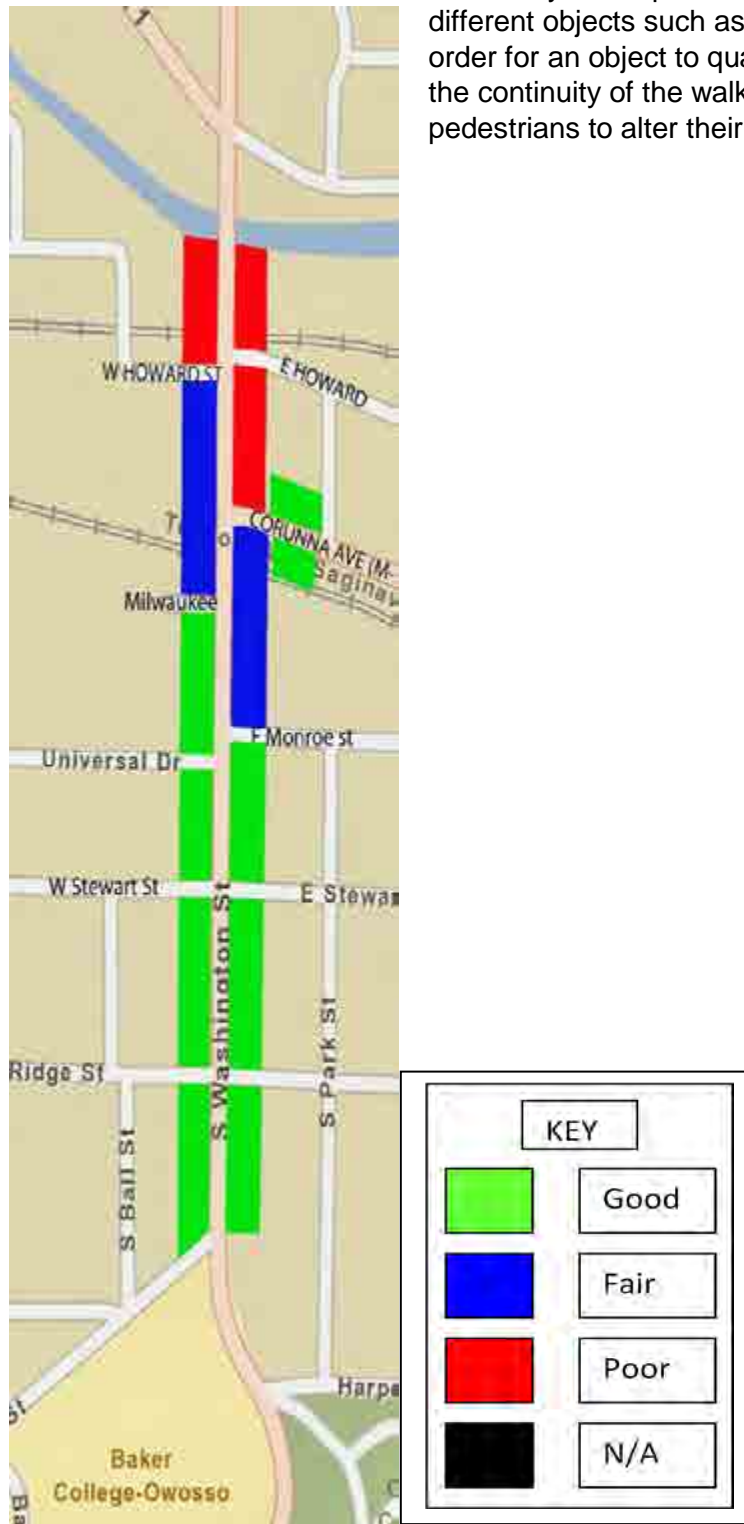 different objects such as
order for an object to qua
the continuity of the walk
pedestrians to alter their
W HOWARD ST
E HOWARD
CORUNNA AVE (M-
Saginaw
Milwaukee
E Monroe st
Universal Dr
W Stewart St
E Stewa
S Washington St
S Park St
Ridge St
S Ball St
Harpe
St
Baker
College-Owosso
KEY
Good
Fair
Poor
N/A